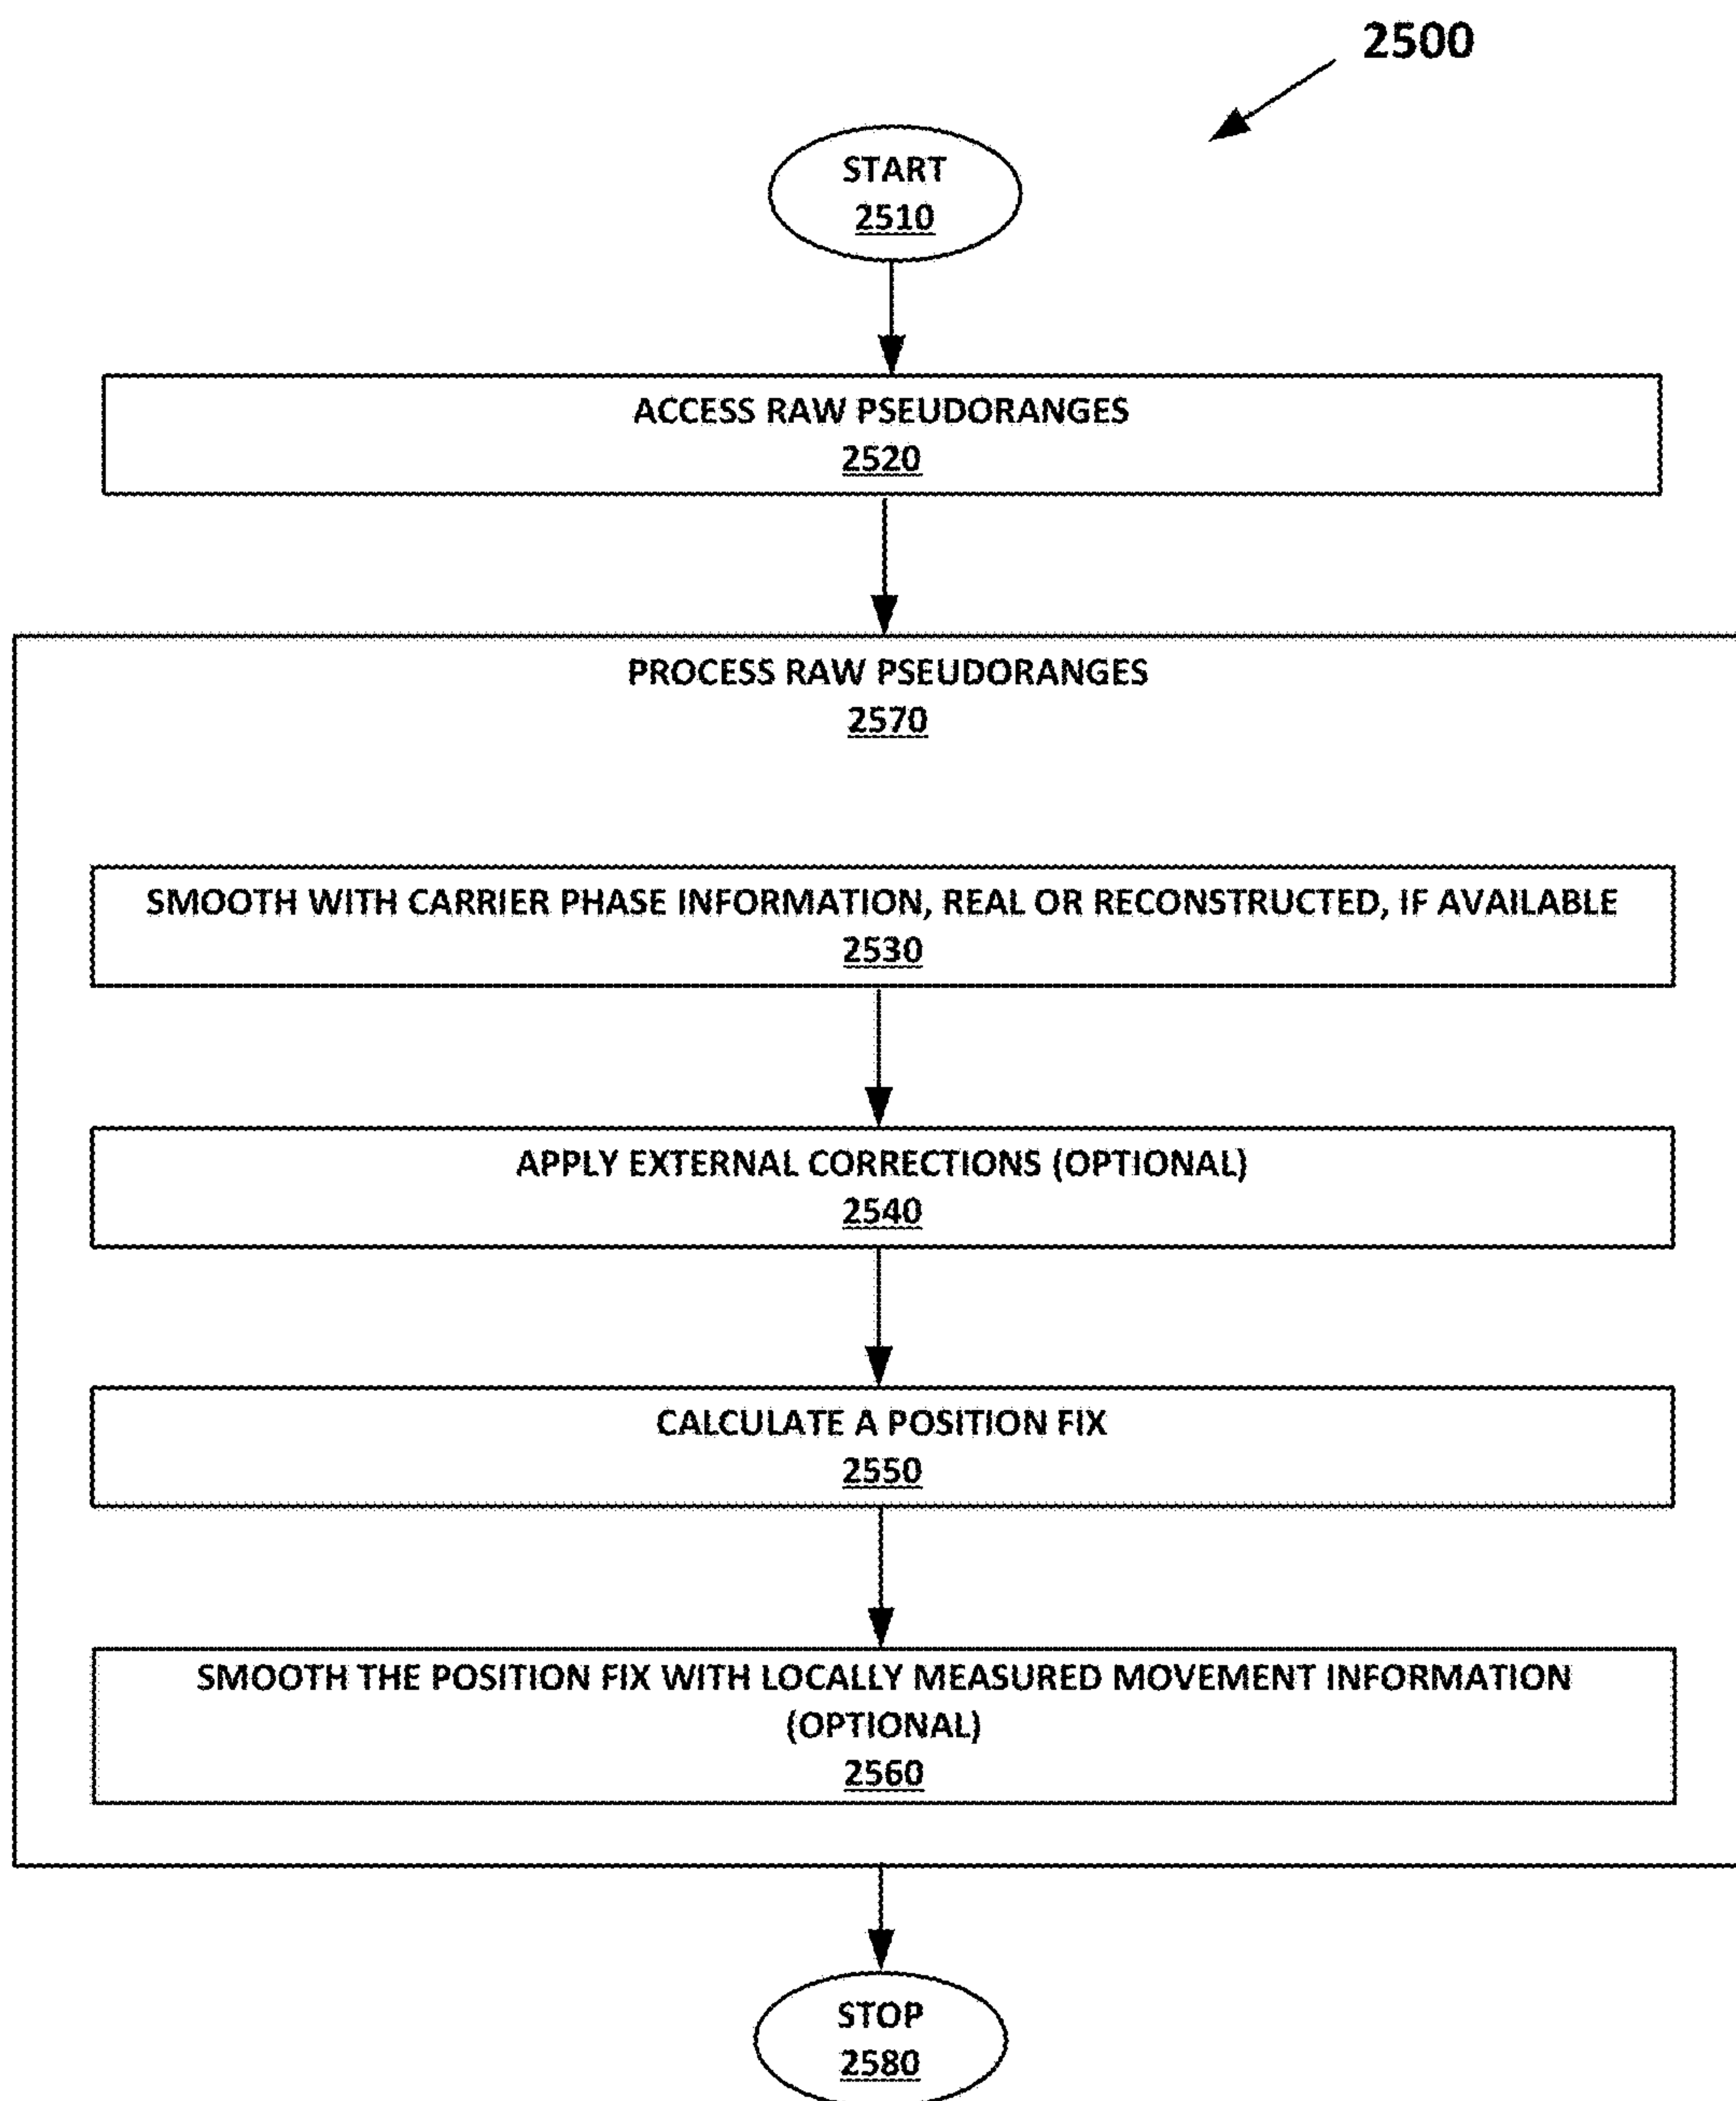 2500
START
2510
ACCESS RAW PSEUDORANGES
2520
PROCESS RAW PSEUDORANGES
2570
SMOOTH WITH CARRIER PHASE INFORMATION, REAL OR RECONSTRUCTED, IF AVAILABLE
2530
APPLY EXTERNAL CORRECTIONS (OPTIONAL)
2540
CALCULATE A POSITION FIX
2550
SMOOTH THE POSITION FIX WITH LOCALLY MEASURED MOVEMENT INFORMATION
(OPTIONAL)
2560
STOP
2580